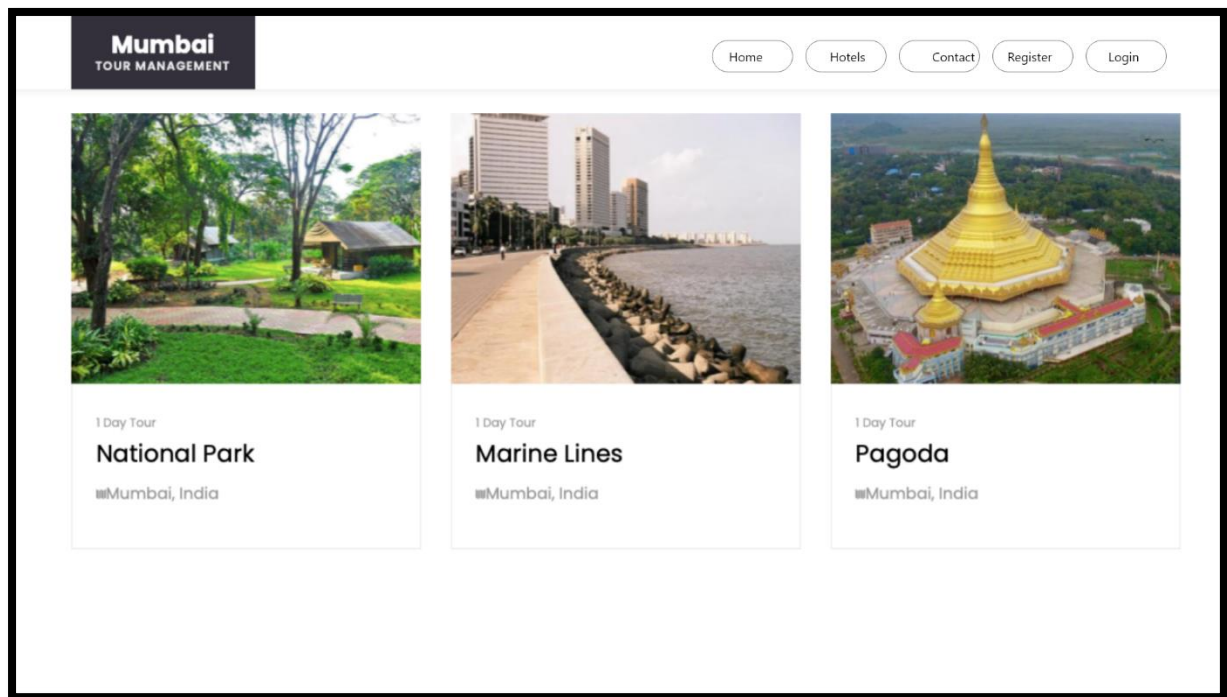 Mumbai
TOUR MANAGEMENT
Home Hotels Contact Register Login
1 Day Tour
National Park
Mumbai, India
1 Day Tour
Marine Lines
Mumbai, India
1 Day Tour
Pagoda
Mumbai, India